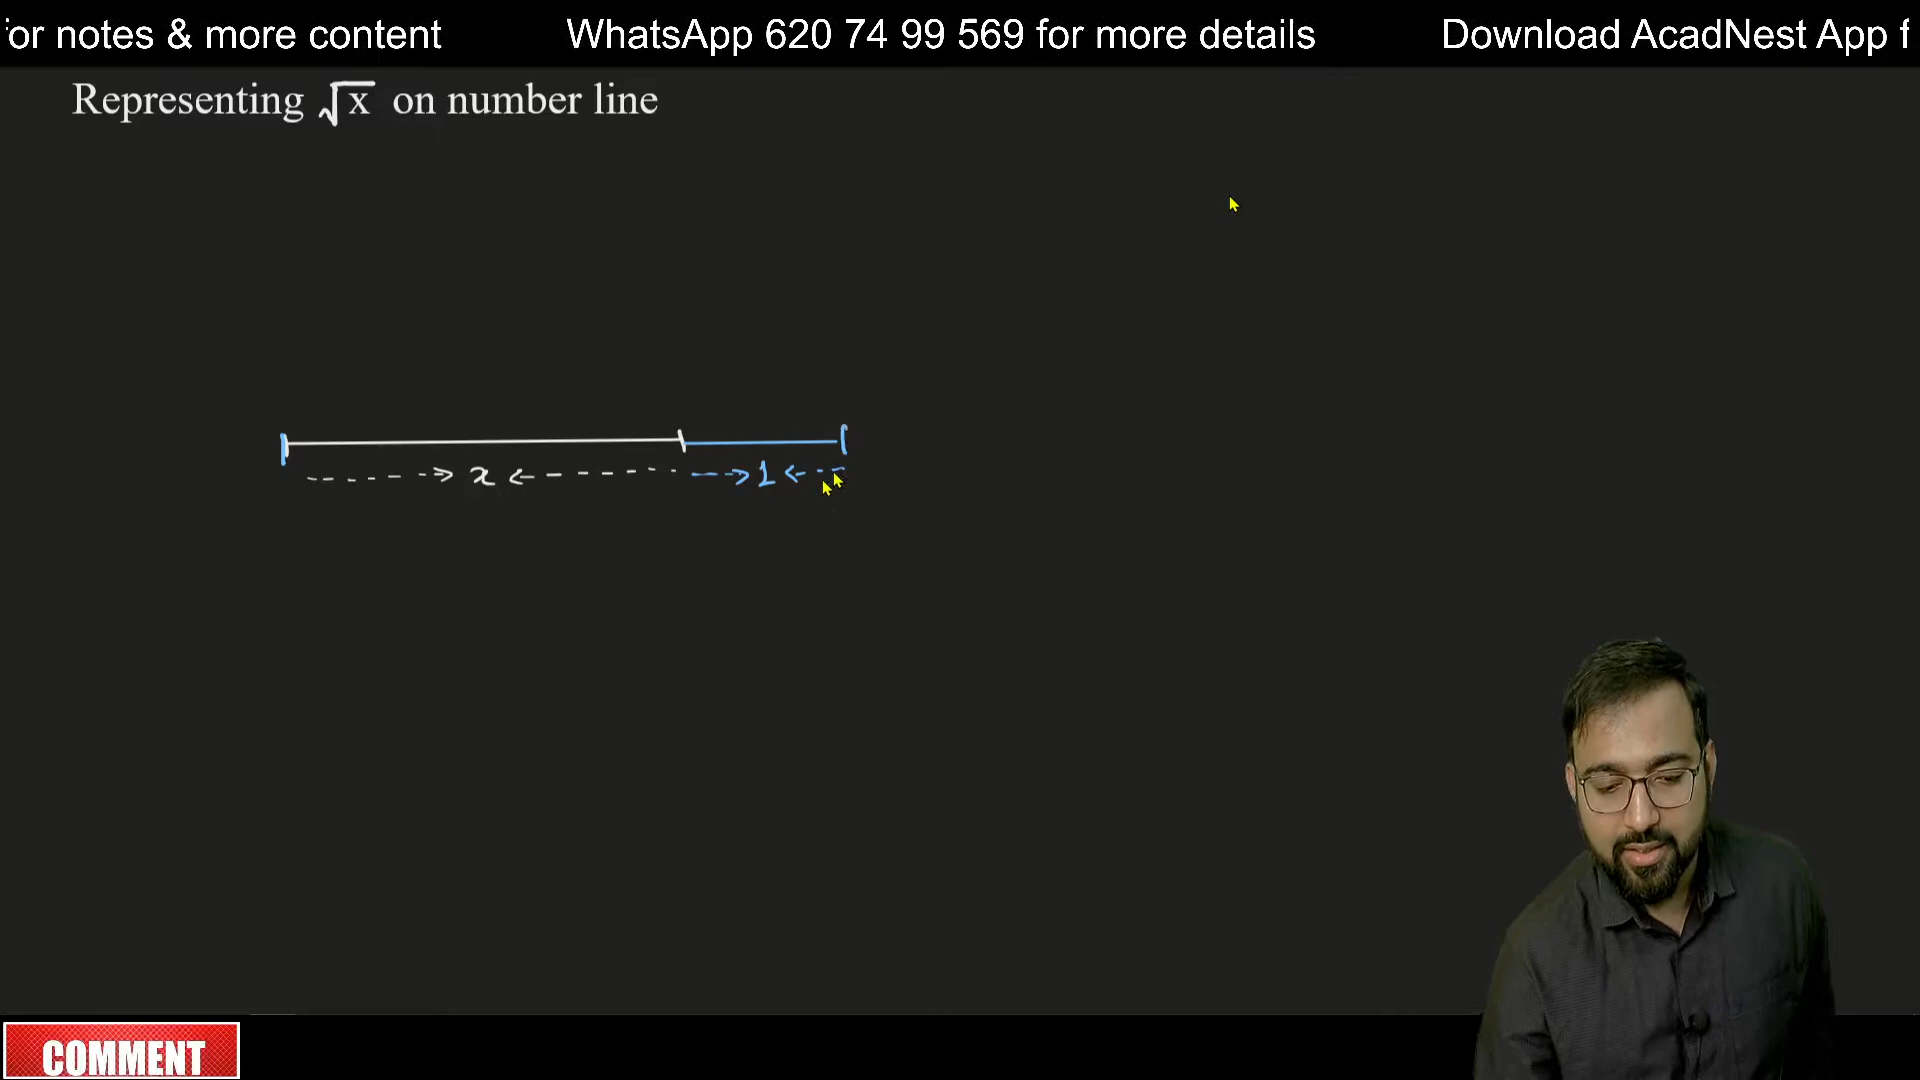 or notes & more content WhatsApp 620 74 99 569 for more details Download AcadNest App f
Representing √x on number line
x 1
COMMENT